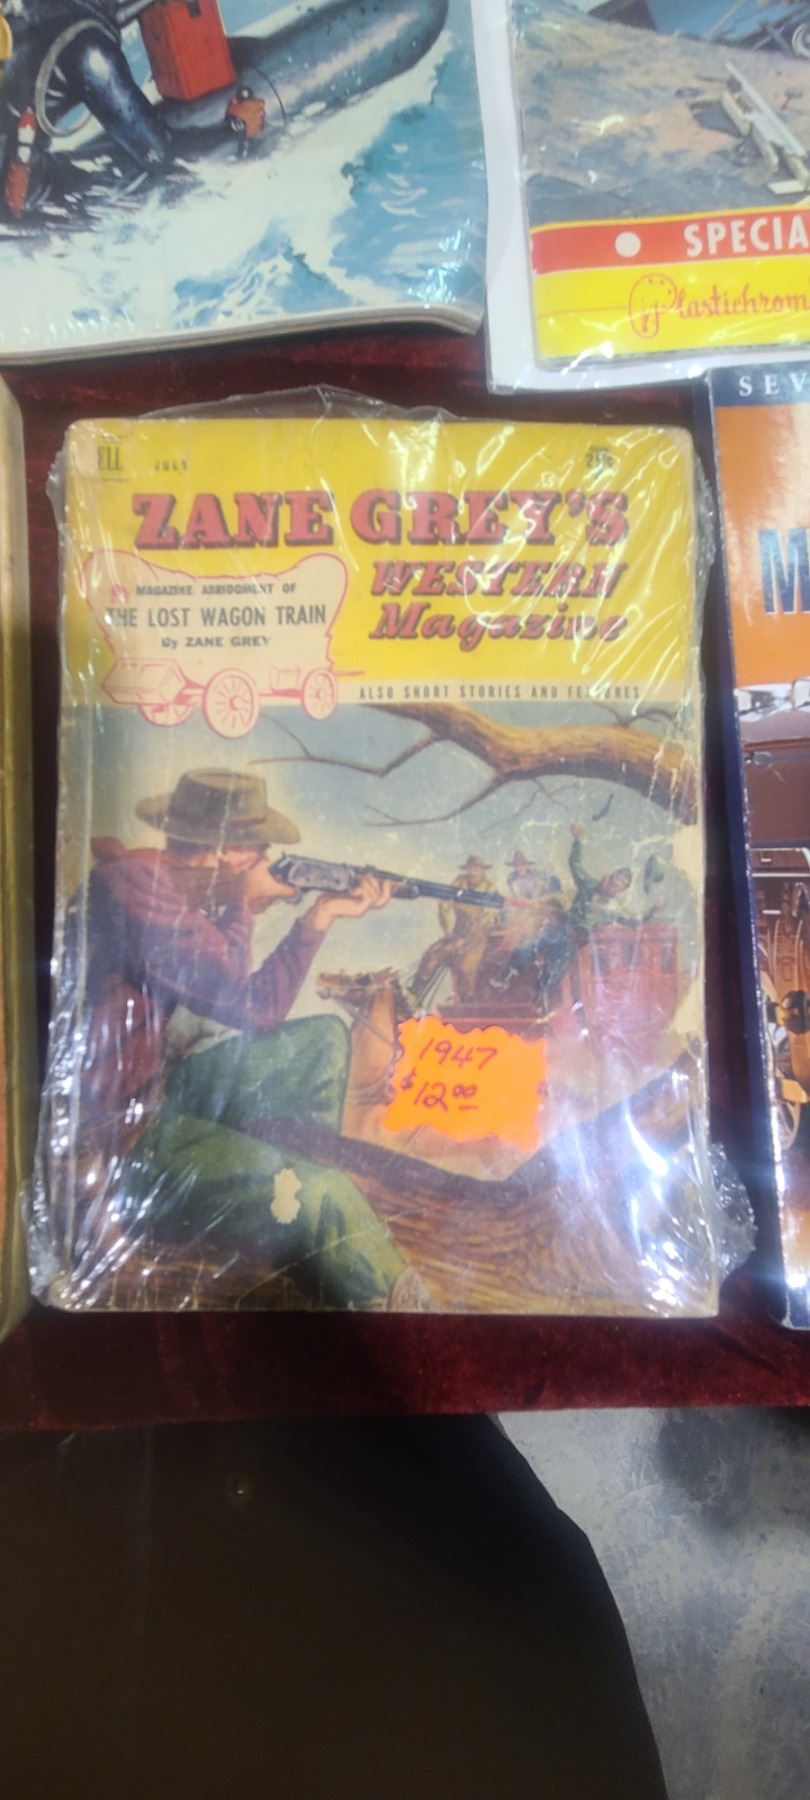 SPECIA
Plastichrom
SEV
M
ELL
JULY
25¢
ZANE GREY'S
WESTERN
Magazine
MAGAZINE ABRIDGMENT OF
THE LOST WAGON TRAIN
By ZANE GREY
ALSO SHORT STORIES AND FEATURES
1947
$12.00